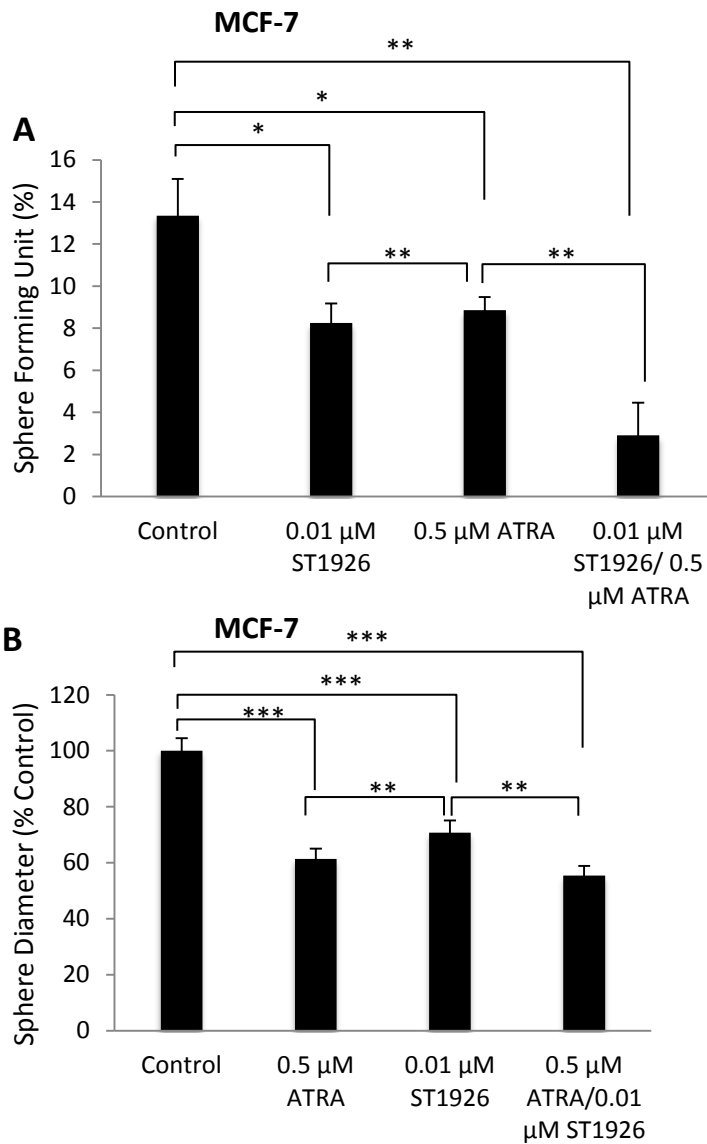 MCF-7
**
A
*
*
**
**
Sphere Forming Unit (%)
16
14
12
10
8
6
4
2
0
Control
0.01 µM
ST1926
0.5 µM ATRA
0.01 µM
ST1926/ 0.5
µM ATRA
B
MCF-7
***
***
***
**
**
Sphere Diameter (% Control)
120
100
80
60
40
20
0
Control
0.5 µM
ATRA
0.01 µM
ST1926
0.5 µM
ATRA/0.01
µM ST1926